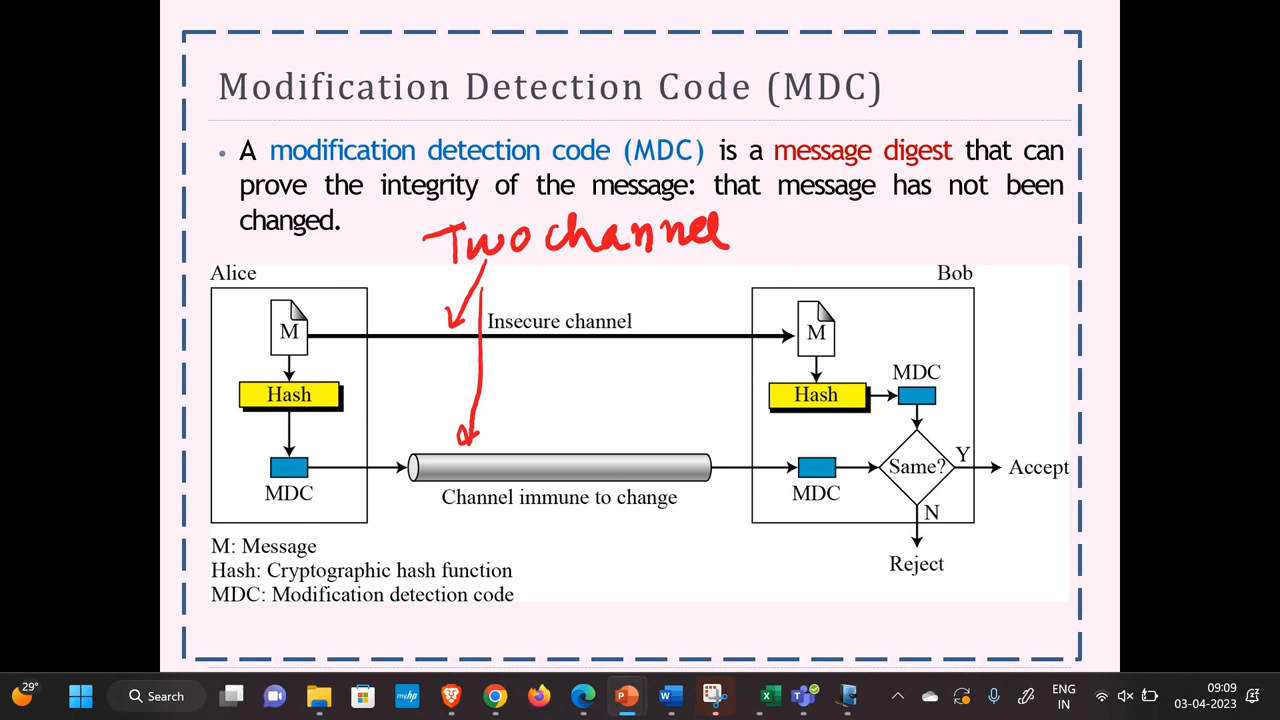 Modification Detection Code (MDC)
• A modification detection code (MDC) is a message digest that can
prove the integrity of the message: that message has not been
changed.
Two channel
Alice
Bob
M
Insecure channel
M
Hash
Hash
MDC
MDC
Channel immune to change
MDC
Same?
Y
Accept
N
Reject
M: Message
Hash: Cryptographic hash function
MDC: Modification detection code
29°
Search
myhp
ENG
IN
09:09
03-04-2023